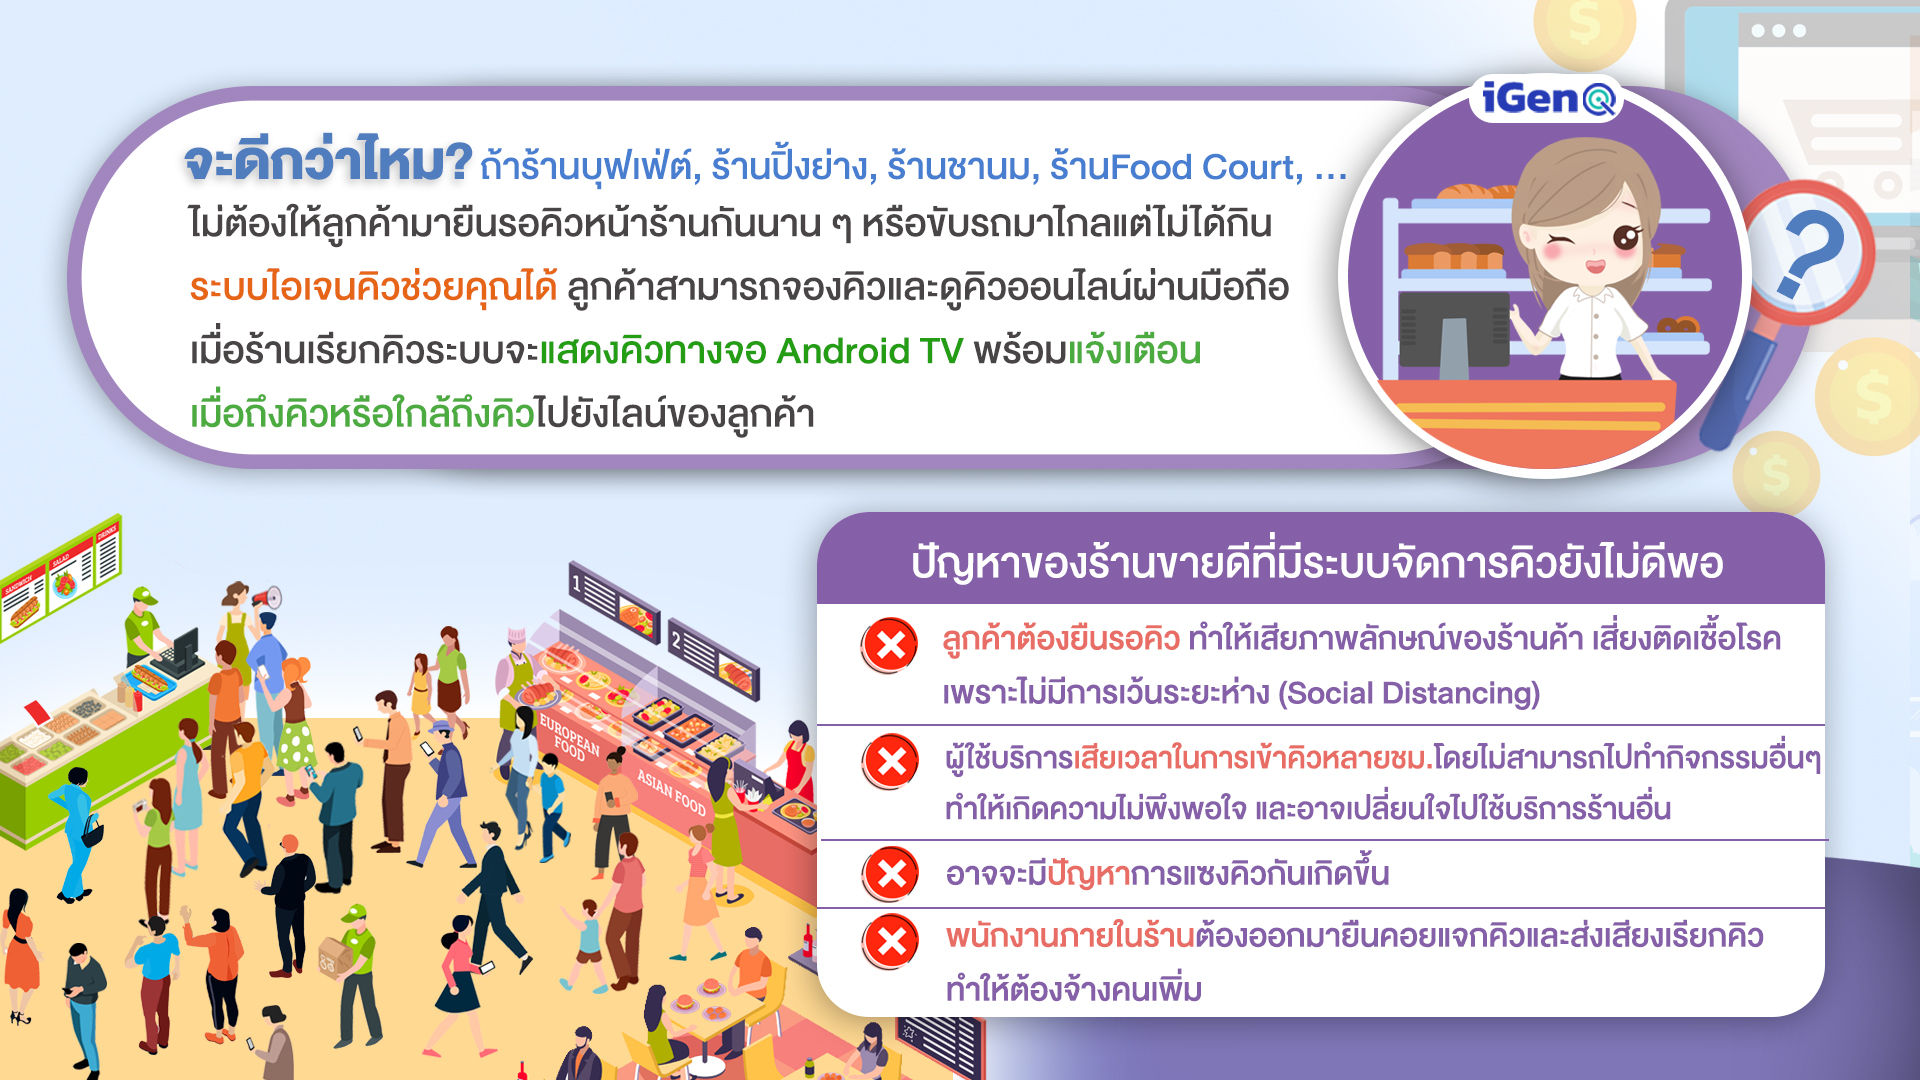 iGenQ
จะดีกว่าไหม? ถ้าร้านบุฟเฟ่ต์, ร้านปิ้งย่าง, ร้านชานม, ร้านFood Court, ...
ไม่ต้องให้ลูกค้ามายืนรอคิวหน้าร้านกันนาน ๆ หรือขับรถมาไกลแต่ไม่ได้กิน
ระบบไอเจนคิวช่วยคุณได้ ลูกค้าสามารถจองคิวและดูคิวออนไลน์ผ่านมือถือ
เมื่อร้านเรียกคิวระบบจะแสดงคิวทางจอ Android TV พร้อมแจ้งเตือน
เมื่อถึงคิวหรือใกล้ถึงคิวไปยังไลน์ของลูกค้า
?
SANDWICH
SALAD
DRINKS
1
2
EUROPEAN FOOD
ASIAN FOOD
ปัญหาของร้านขายดีที่มีระบบจัดการคิวยังไม่ดีพอ
ลูกค้าต้องยืนรอคิว ทำให้เสียภาพลักษณ์ของร้านค้า เสี่ยงติดเชื้อโรค
เพราะไม่มีการเว้นระยะห่าง (Social Distancing)
ผู้ใช้บริการเสียเวลาในการเข้าคิวหลายชม.โดยไม่สามารถไปทำกิจกรรมอื่นๆ
ทำให้เกิดความไม่พึงพอใจ และอาจเปลี่ยนใจไปใช้บริการร้านอื่น
อาจจะมีปัญหาการแซงคิวกันเกิดขึ้น
พนักงานภายในร้านต้องออกมายืนคอยแจกคิวและส่งเสียงเรียกคิว
ทำให้ต้องจ้างคนเพิ่ม